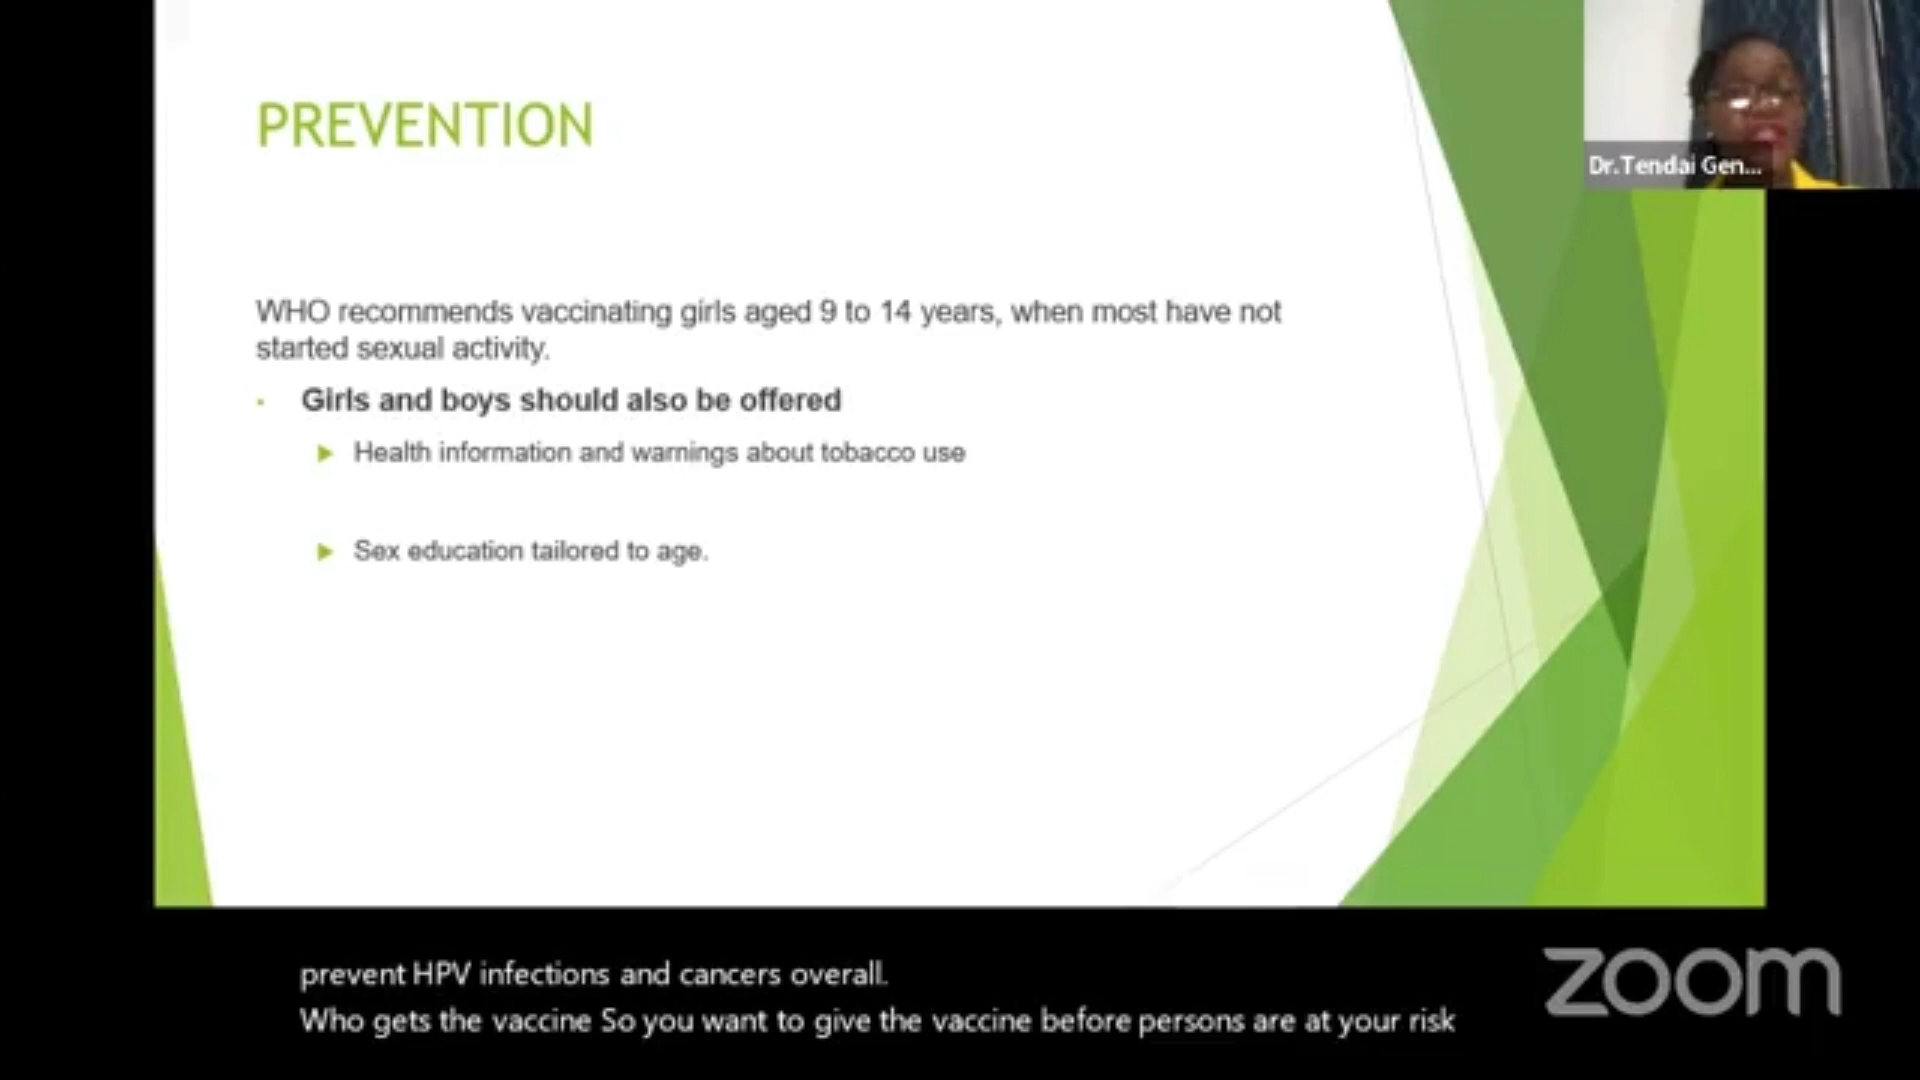 PREVENTION
Dr.Tendai Gen...
WHO recommends vaccinating girls aged 9 to 14 years, when most have not
started sexual activity.
Girls and boys should also be offered
Health information and warnings about tobacco use
Sex education tailored to age.
prevent HPV infections and cancers overall.
Who gets the vaccine So you want to give the vaccine before persons are at your risk
zoom